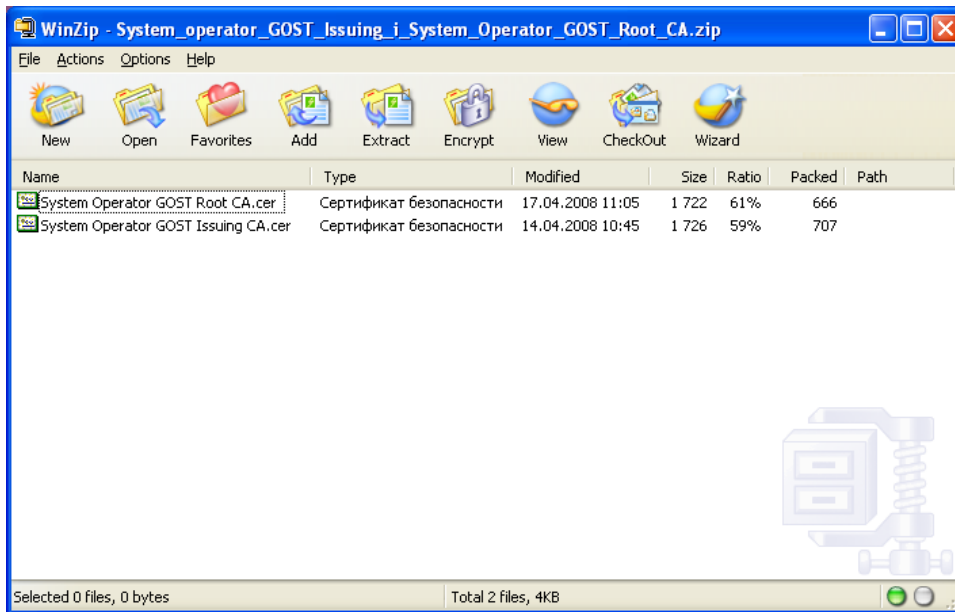 WinZip - System_operator_GOST_Issuing_i_System_Operator_GOST_Root_CA.zip
File Actions Options Help
New Open Favorites Add Extract Encrypt View CheckOut Wizard
Name Type Modified Size Ratio Packed Path
System Operator GOST Root CA.cer Сертификат безопасности 17.04.2008 11:05 1 722 61% 666
System Operator GOST Issuing CA.cer Сертификат безопасности 14.04.2008 10:45 1 726 59% 707
Selected 0 files, 0 bytes Total 2 files, 4KB